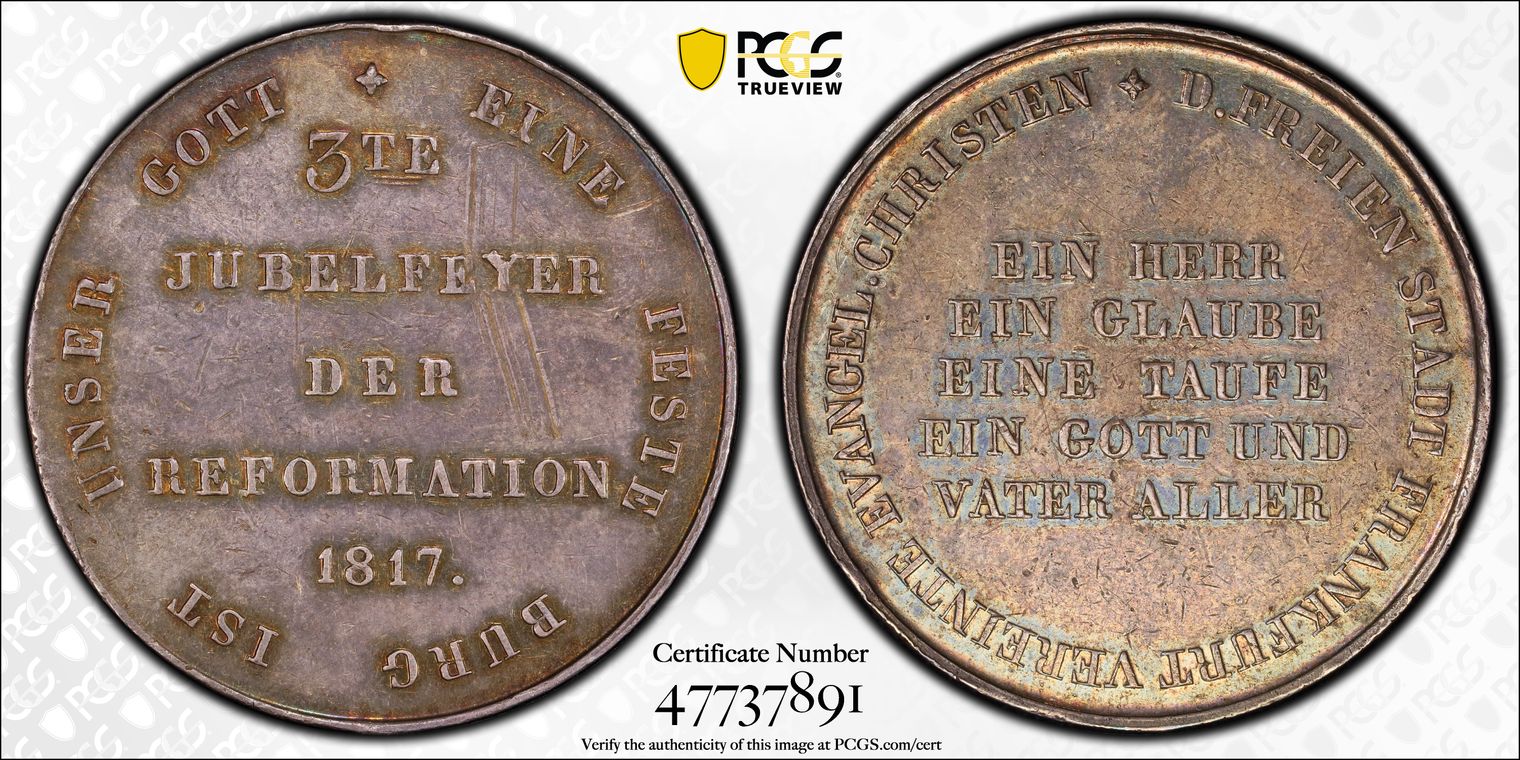 PCGS
TRUEVIEW
EINE FESTE BURG IST UNSER GOTT
3TE
JUBELFEYER
DER
REFORMATION
1817.
D. FREIEN STADT FRANKFURT VEREINTE EVANGEL. CHRISTEN
EIN HERR
EIN GLAUBE
EINE TAUFE
EIN GOTT UND
VATER ALLER
Certificate Number
47737891
Verify the authenticity of this image at PCGS.com/cert